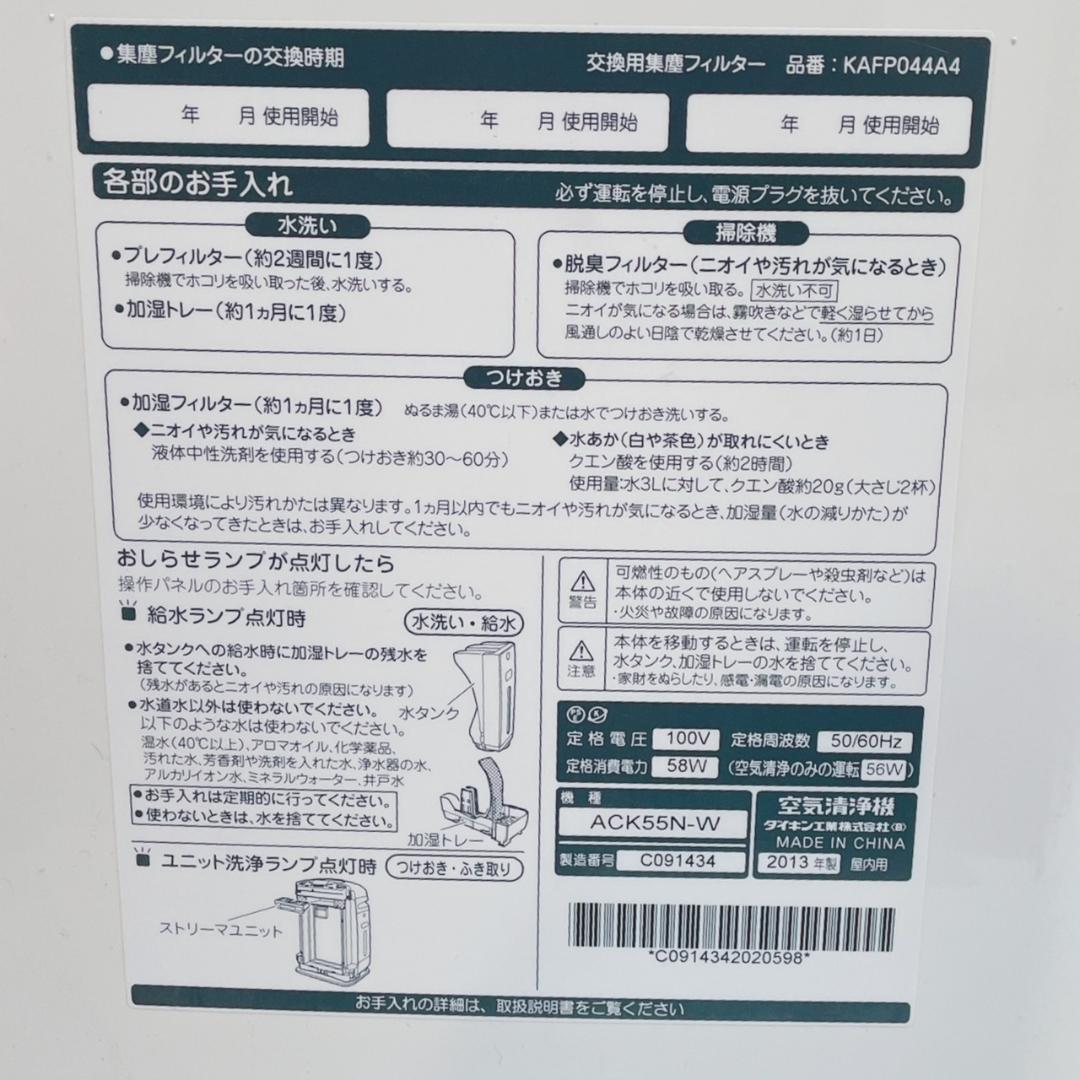 ●集塵フィルターの交換時期
交換用集塵フィルター 品番：KAFP044A4
年 月 使用開始
年 月 使用開始
年 月 使用開始
各部のお手入れ
必ず運転を停止し、電源プラグを抜いてください。
水洗い
●プレフィルター（約2週間に1度）
掃除機でホコリを吸い取った後、水洗いする。
●加湿トレー（約1ヵ月に1度）
掃除機
●脱臭フィルター（ニオイや汚れが気になるとき）
掃除機でホコリを吸い取る。 水洗い不可
ニオイが気になる場合は、霧吹きなどで軽く湿らせてから
風通しのよい日陰で乾燥させてください。（約1日）
つけおき
●加湿フィルター（約1ヵ月に1度） ぬるま湯（40℃以下）または水でつけおき洗いする。
◆ニオイや汚れが気になるとき
液体中性洗剤を使用する（つけおき約30～60分）
◆水あか（白や茶色）が取れにくいとき
クエン酸を使用する（約2時間）
使用量：水3Lに対して、クエン酸約20g（大さじ2杯）
使用環境により汚れかたは異なります。1ヵ月以内でもニオイや汚れが気になるとき、加湿量（水の減りかた）が
少なくなってきたときは、お手入れしてください。
おしらせランプが点灯したら
操作パネルのお手入れ箇所を確認してください。
給水ランプ点灯時
水洗い・給水
●水タンクへの給水時に加湿トレーの残水を
捨ててください。
（残水があるとニオイや汚れの原因になります）
●水道水以外は使わないでください。
以下のような水は使わないでください。
温水（40℃以上）、アロマオイル、化学薬品、
汚れた水、芳香剤や洗剤を入れた水、浄水器の水、
アルカリイオン水、ミネラルウォーター、井戸水
水タンク
●お手入れは定期的に行ってください。
●使わないときは、水を捨ててください。
加湿トレー
ユニット洗浄ランプ点灯時
つけおき・ふき取り
ストリーマユニット
警告
可燃性のもの（ヘアスプレーや殺虫剤など）は
本体の近くで使用しないでください。
・火災や故障の原因になります。
注意
本体を移動するときは、運転を停止し、
水タンク、加湿トレーの水を捨ててください。
・家財をぬらしたり、感電・漏電の原因になります。
定格電圧 100V 定格周波数 50/60Hz
定格消費電力 58W （空気清浄のみの運転 56W）
機種
ACK55N-W
製造番号 C091434
空気清浄機
ダイキン工業株式会社〈B〉
MADE IN CHINA
2013年製 屋内用
*C0914342020598*
お手入れの詳細は、取扱説明書をご覧ください